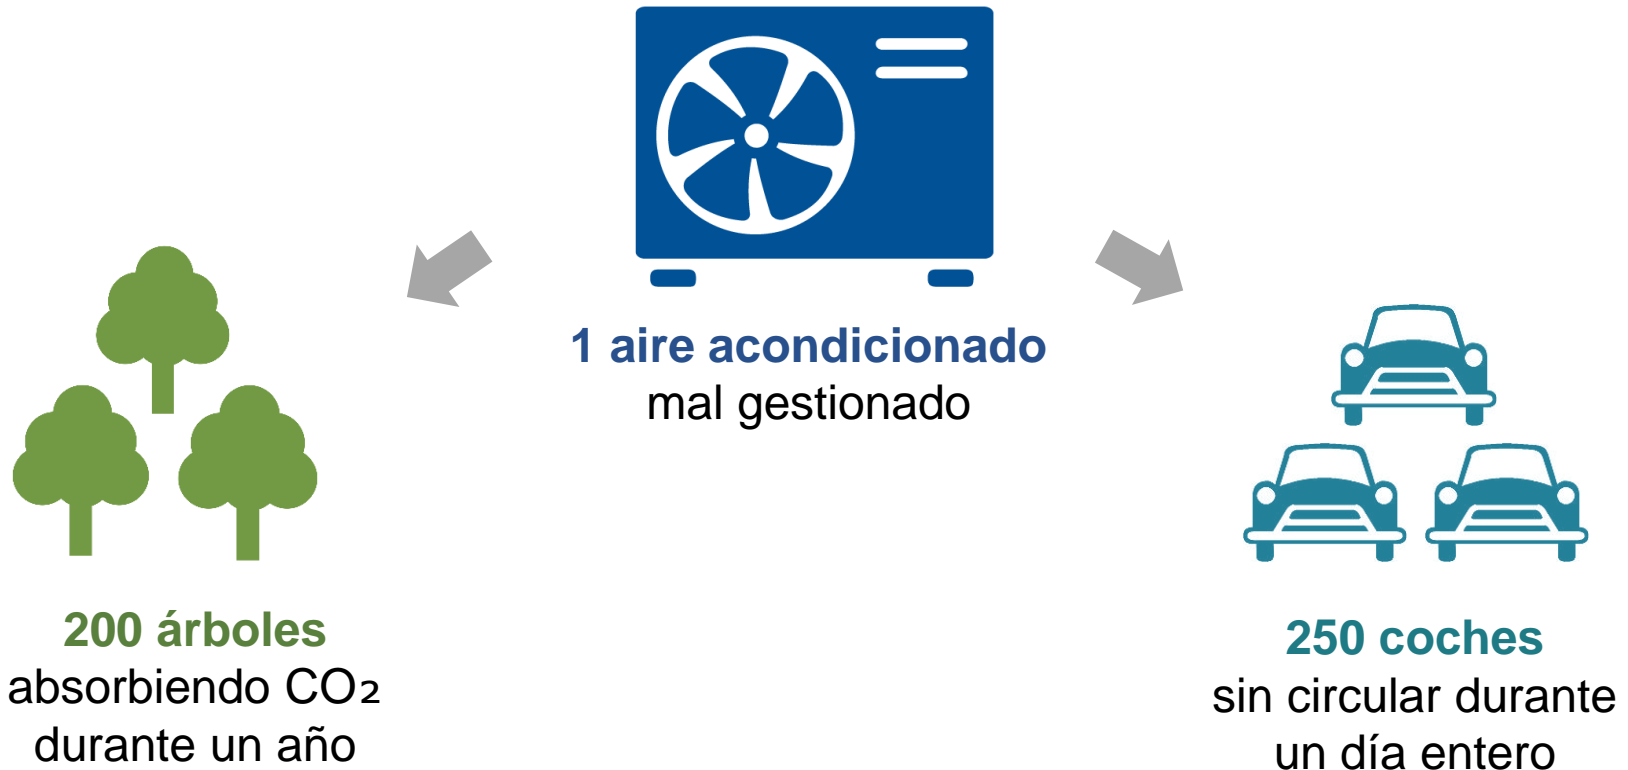 1 aire acondicionado
mal gestionado
200 árboles
absorbiendo CO₂
durante un año
250 coches
sin circular durante
un día entero